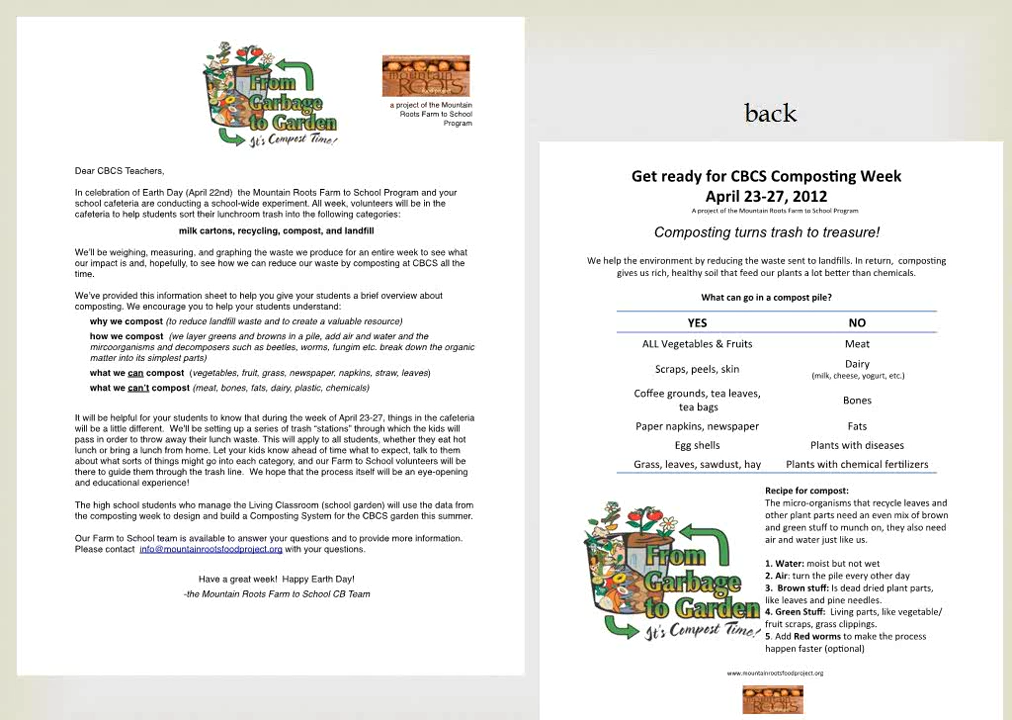 From
Garbage
to Garden
It's Compost Time!
mountain
ROOTS
a project of the Mountain
Roots Farm to School
Program
Dear CBCS Teachers,
In celebration of Earth Day (April 22nd)  the Mountain Roots Farm to School Program and your
school cafeteria are conducting a school-wide experiment. All week, volunteers will be in the
cafeteria to help students sort their lunchroom trash into the following categories:
milk cartons, recycling, compost, and landfill
We'll be weighing, measuring, and graphing the waste we produce for an entire week to see what
our impact is and, hopefully, to see how we can reduce our waste by composting at CBCS all the
time.
We've provided this information sheet to help you give your students a brief overview about
composting. We encourage you to help your students understand:
why we compost (to reduce landfill waste and to create a valuable resource)
how we compost  (we layer greens and browns in a pile, add air and water and the
mircoorganisms and decomposers such as beetles, worms, fungim etc. break down the organic
matter into its simplest parts)
what we can compost  (vegetables, fruit, grass, newspaper, napkins, straw, leaves)
what we can't compost (meat, bones, fats, dairy, plastic, chemicals)
It will be helpful for your students to know that during the week of April 23-27, things in the cafeteria
will be a little different.  We'll be setting up a series of trash "stations" through which the kids will
pass in order to throw away their lunch waste. This will apply to all students, whether they eat hot
lunch or bring a lunch from home. Let your kids know ahead of time what to expect, talk to them
about what sorts of things might go into each category, and our Farm to School volunteers will be
there to guide them through the trash line.  We hope that the process itself will be an eye-opening
and educational experience!
The high school students who manage the Living Classroom (school garden) will use the data from
the composting week to design and build a Composting System for the CBCS garden this summer.
Our Farm to School team is available to answer your questions and to provide more information.
Please contact  info@mountainrootsfoodproject.org with your questions.
Have a great week!  Happy Earth Day!
-the Mountain Roots Farm to School CB Team
back
Get ready for CBCS Composting Week
April 23-27, 2012
A project of the Mountain Roots Farm to School Program
Composting turns trash to treasure!
We help the environment by reducing the waste sent to landfills. In return,  composting
gives us rich, healthy soil that feed our plants a lot better than chemicals.
What can go in a compost pile?
YES NO
ALL Vegetables & Fruits Meat
Scraps, peels, skin Dairy
(milk, cheese, yogurt, etc.)
Coffee grounds, tea leaves,
tea bags Bones
Paper napkins, newspaper Fats
Egg shells Plants with diseases
Grass, leaves, sawdust, hay Plants with chemical fertilizers
From
Garbage
to Garden
It's Compost Time!
Recipe for compost:
The micro-organisms that recycle leaves and
other plant parts need an even mix of brown
and green stuff to munch on, they also need
air and water just like us.
1. Water: moist but not wet
2. Air: turn the pile every other day
3.  Brown stuff: Is dead dried plant parts,
like leaves and pine needles.
4. Green Stuff:  Living parts, like vegetable/
fruit scraps, grass clippings.
5. Add Red worms to make the process
happen faster (optional)
www.mountainrootsfoodproject.org
mountain
ROOTS